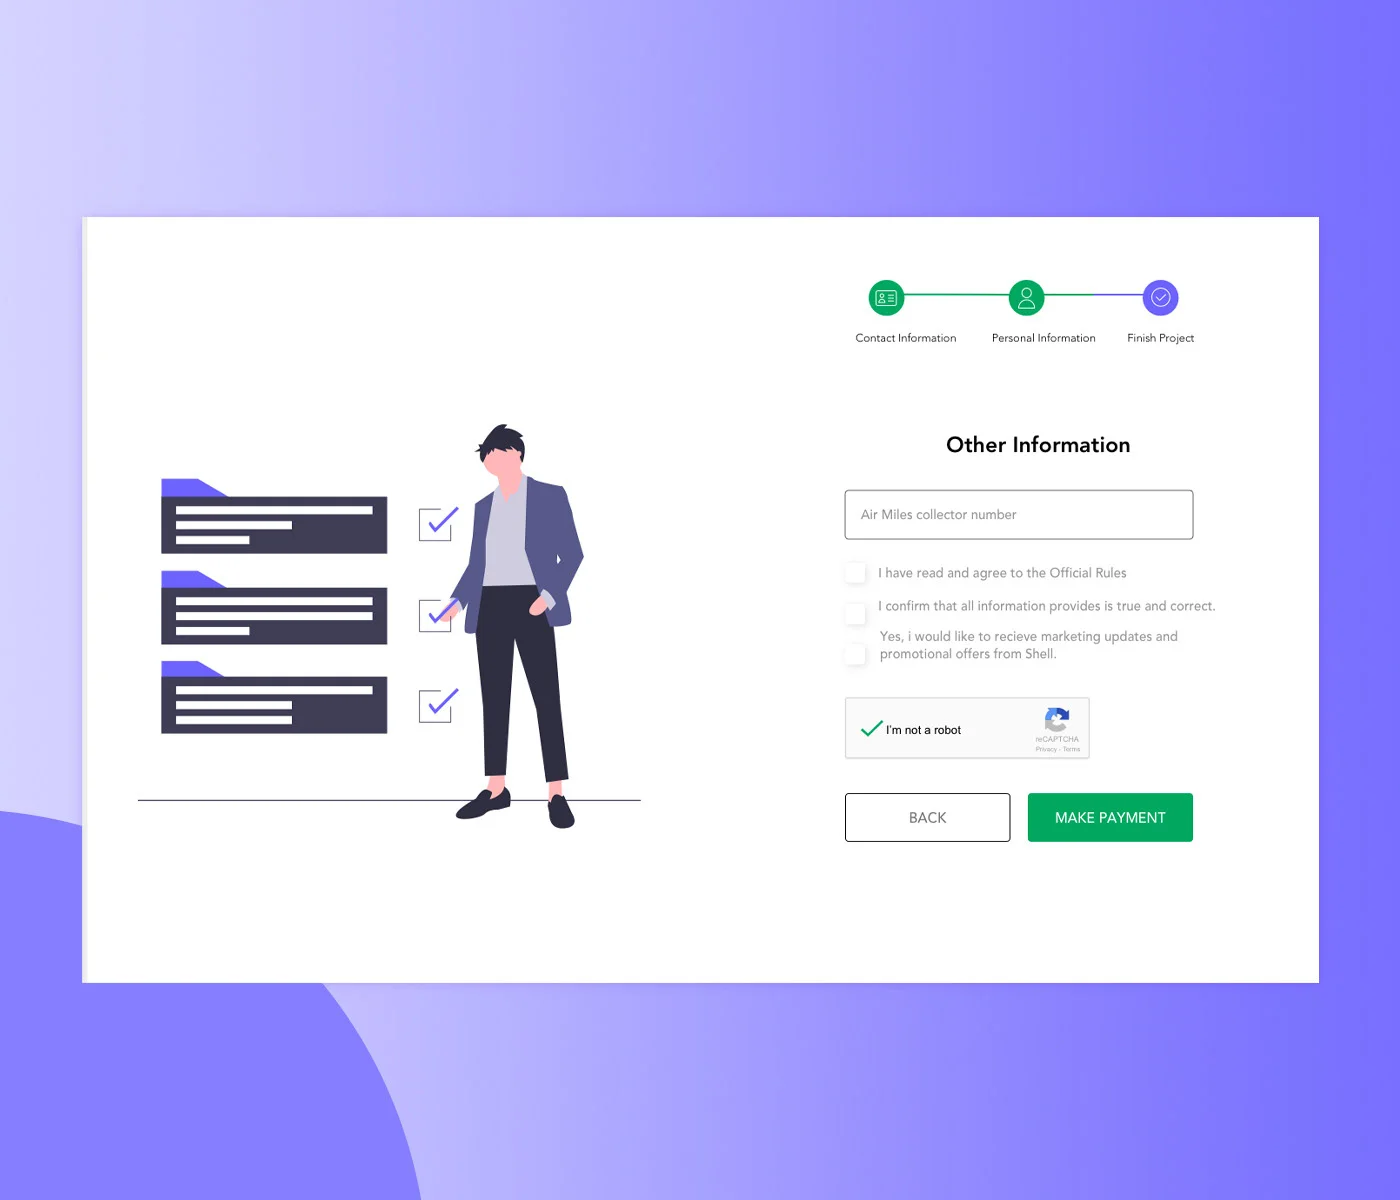 Contact Information
Personal Information
Finish Project
Other Information
Air Miles collector number
I have read and agree to the Official Rules
I confirm that all information provides is true and correct.
Yes, i would like to recieve marketing updates and
promotional offers from Shell.
I'm not a robot
reCAPTCHA
Privacy - Terms
BACK
MAKE PAYMENT